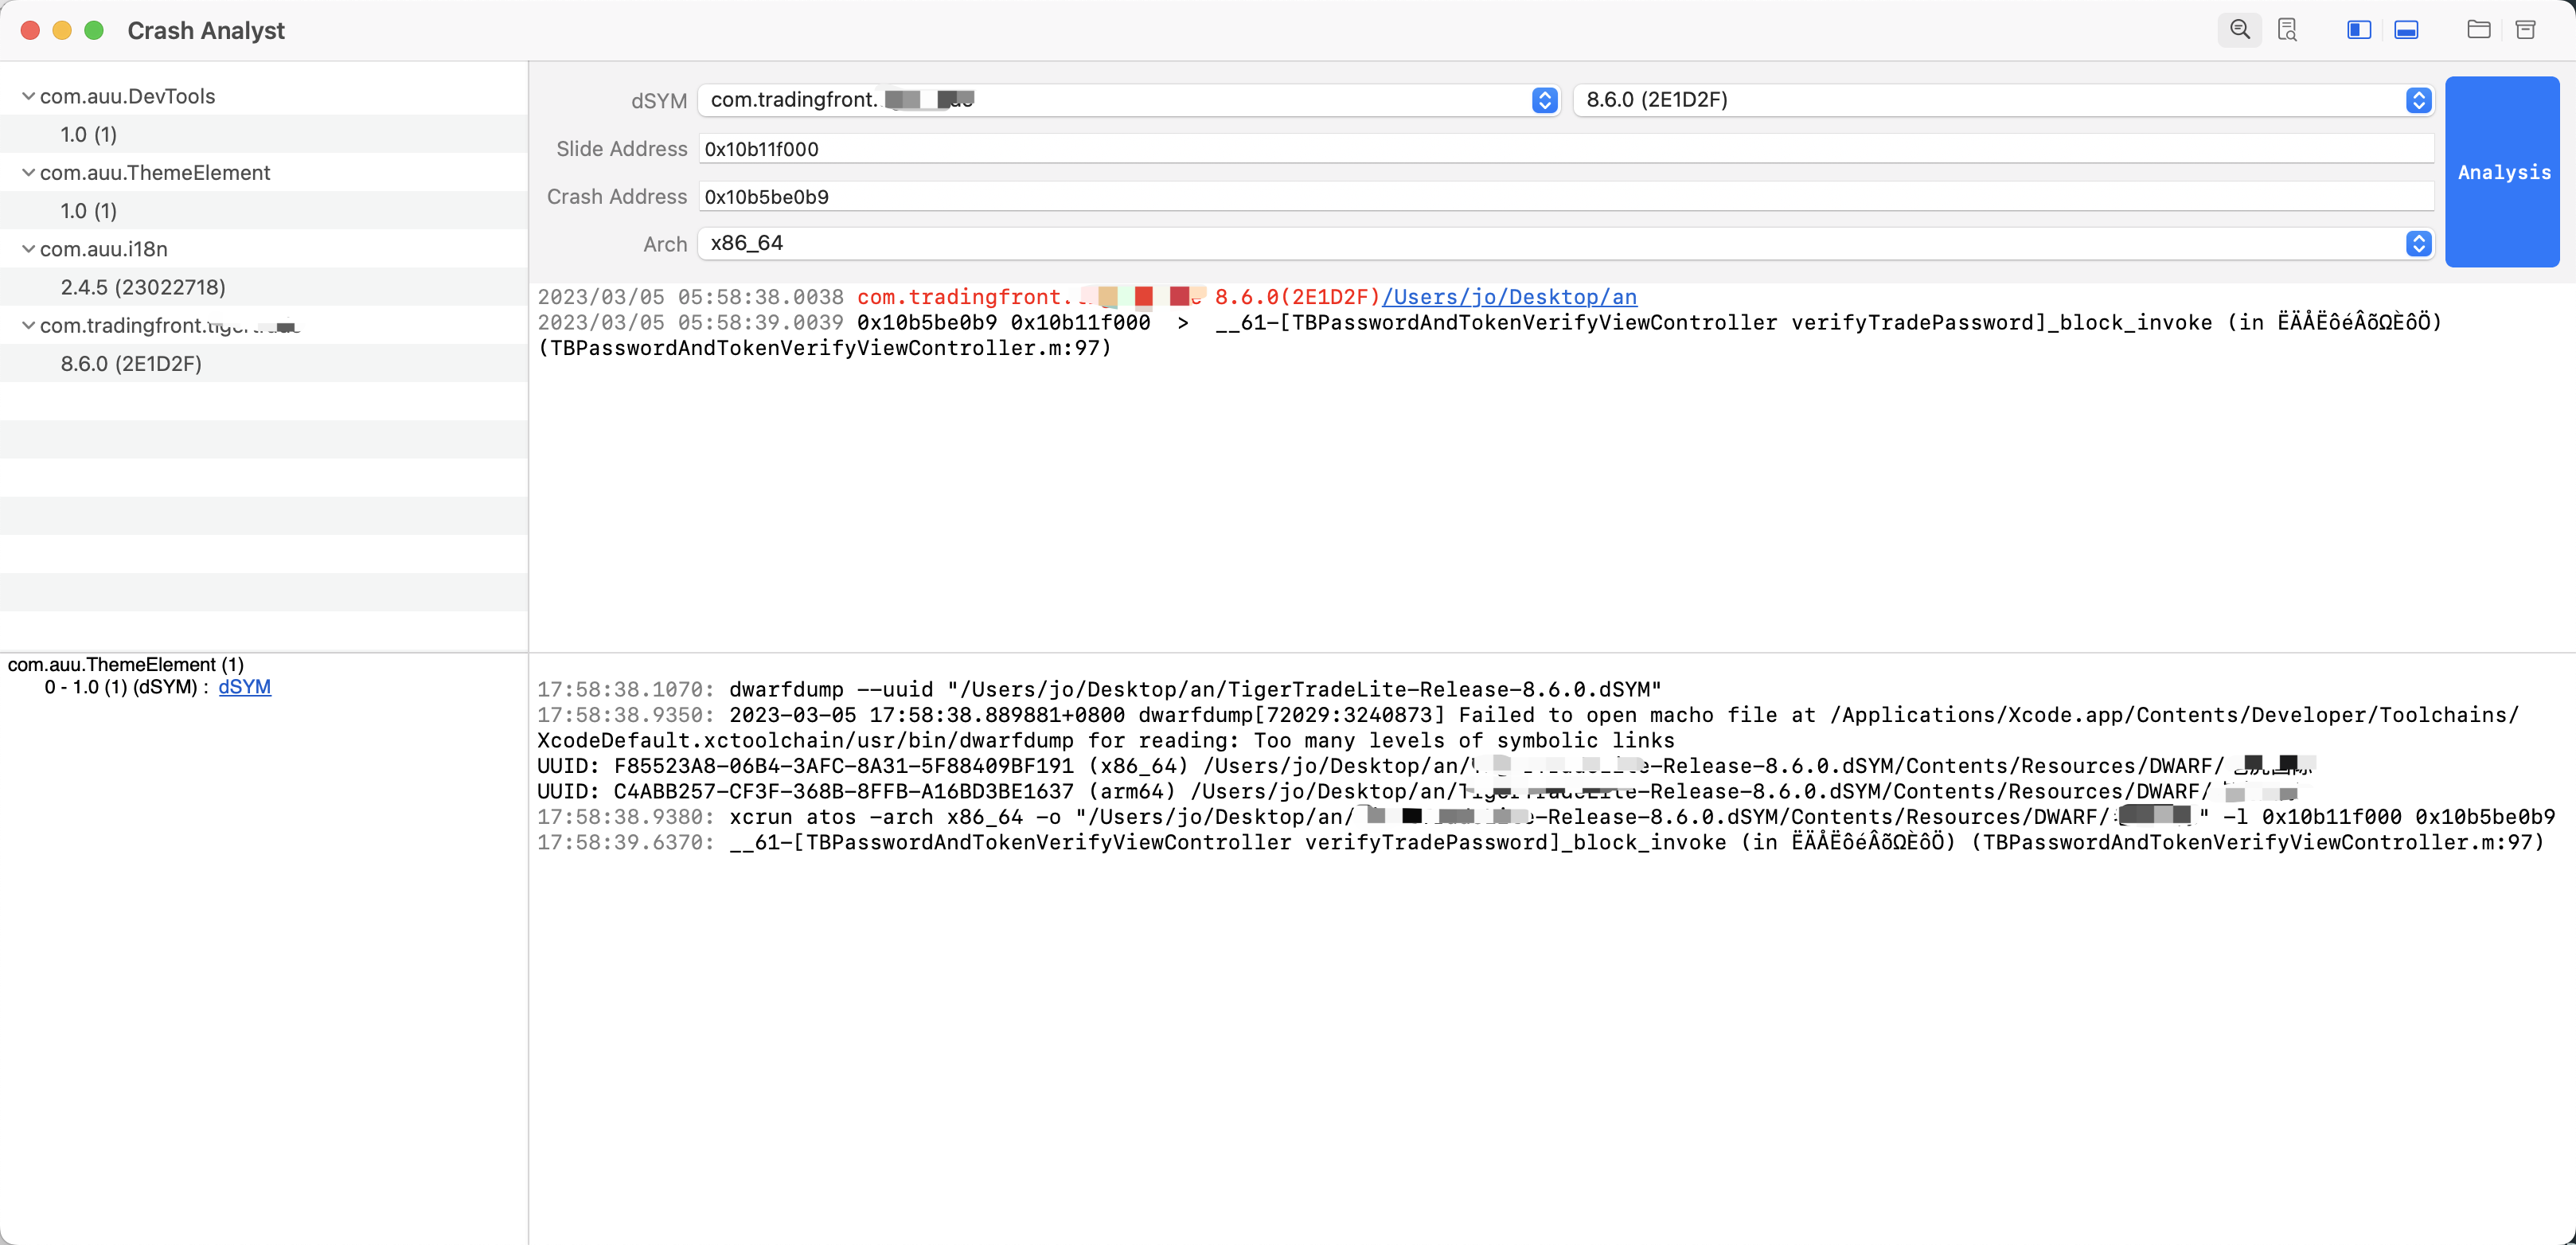 Crash Analyst
com.auu.DevTools
1.0 (1)
com.auu.ThemeElement
1.0 (1)
com.auu.i18n
2.4.5 (23022718)
com.tradingfront.
8.6.0 (2E1D2F)
dSYM com.tradingfront. 8.6.0 (2E1D2F)
Slide Address 0x10b11f000
Crash Address 0x10b5be0b9
Arch x86_64
Analysis
2023/03/05 05:58:38.0038 com.tradingfront. 8.6.0(2E1D2F)/Users/jo/Desktop/an
2023/03/05 05:58:39.0039 0x10b5be0b9 0x10b11f000 > __61-[TBPasswordAndTokenVerifyViewController verifyTradePassword]_block_invoke (in ËÄÅËôéÂõΩÈôÖ)
(TBPasswordAndTokenVerifyViewController.m:97)
com.auu.ThemeElement (1)
0 - 1.0 (1) (dSYM) : dSYM
17:58:38.1070: dwarfdump --uuid "/Users/jo/Desktop/an/TigerTradeLite-Release-8.6.0.dSYM"
17:58:38.9350: 2023-03-05 17:58:38.889881+0800 dwarfdump[72029:3240873] Failed to open macho file at /Applications/Xcode.app/Contents/Developer/Toolchains/
XcodeDefault.xctoolchain/usr/bin/dwarfdump for reading: Too many levels of symbolic links
UUID: F85523A8-06B4-3AFC-8A31-5F88409BF191 (x86_64) /Users/jo/Desktop/an/ -Release-8.6.0.dSYM/Contents/Resources/DWARF/
UUID: C4ABB257-CF3F-368B-8FFB-A16BD3BE1637 (arm64) /Users/jo/Desktop/an/ -Release-8.6.0.dSYM/Contents/Resources/DWARF/
17:58:38.9380: xcrun atos -arch x86_64 -o "/Users/jo/Desktop/an/ -Release-8.6.0.dSYM/Contents/Resources/DWARF/ " -l 0x10b11f000 0x10b5be0b9
17:58:39.6370: __61-[TBPasswordAndTokenVerifyViewController verifyTradePassword]_block_invoke (in ËÄÅËôéÂõΩÈôÖ) (TBPasswordAndTokenVerifyViewController.m:97)